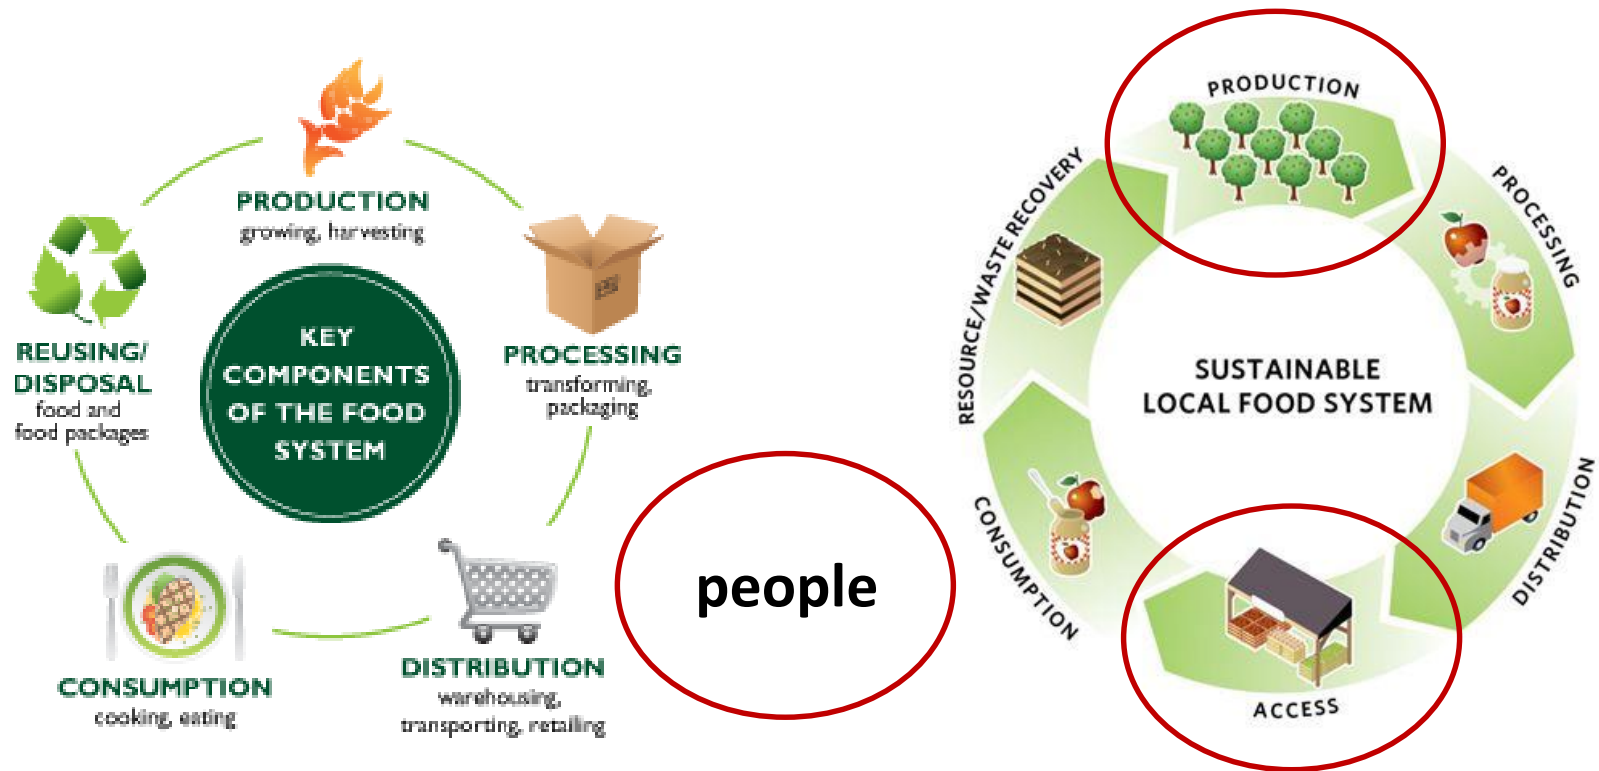 PRODUCTION
growing, harvesting
PROCESSING
transforming,
packaging
DISTRIBUTION
warehousing,
transporting, retailing
CONSUMPTION
cooking, eating
REUSING/
DISPOSAL
food and
food packages
KEY
COMPONENTS
OF THE FOOD
SYSTEM
people
PRODUCTION
PROCESSING
DISTRIBUTION
ACCESS
CONSUMPTION
RESOURCE/WASTE RECOVERY
SUSTAINABLE
LOCAL FOOD SYSTEM